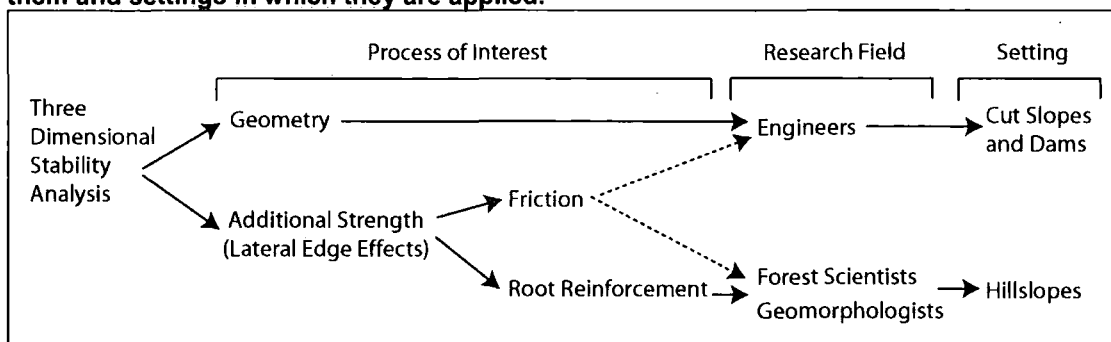 them and settings in which they are applied.
Process of Interest
Research Field
Setting
Three
Dimensional
Stability
Analysis
Geometry
Engineers
Cut Slopes
and Dams
Additional Strength
(Lateral Edge Effects)
Friction
Root Reinforcement
Forest Scientists
Geomorphologists
Hillslopes